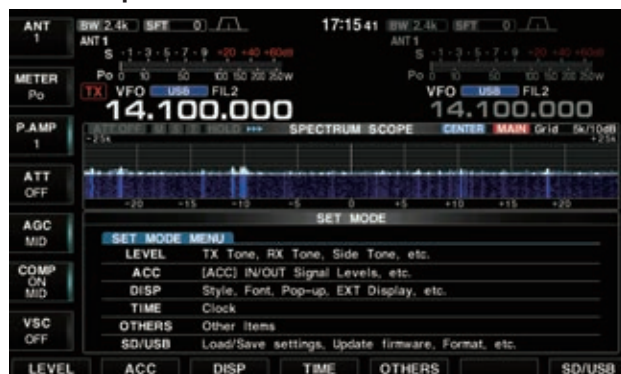 ANT
1
BW 2.4k SFT 0
17:15 41
BW 2.4k SFT 0
ANT1
S 1 3 5 7 9 +20 +40 +60dB
ANT1
S 1 3 5 7 9 +20 +40 +60dB
METER
Po
Po 0 10 50 100 150 200 250W
Po 0 10 50 100 150 200 250W
TX VFO USB FIL2
VFO USB FIL2
14.100.000
14.100.000
P.AMP
1
ATT OFF M S T HOLD SPECTRUM SCOPE CENTER MAIN Grid 5k/10dB
-25k
+25k
ATT
OFF
-20 -15 -10 -5 0 +5 +10 +15 +20
SET MODE
AGC
MID
SET MODE MENU
LEVEL TX Tone, RX Tone, Side Tone, etc.
COMP
ON
MID
ACC [ACC] IN/OUT Signal Levels, etc.
DISP Style, Font, Pop-up, EXT Display, etc.
TIME Clock
VSC
OFF
OTHERS Other Items
SD/USB Load/Save settings, Update firmware, Format, etc.
LEVEL ACC DISP TIME OTHERS SD/USB